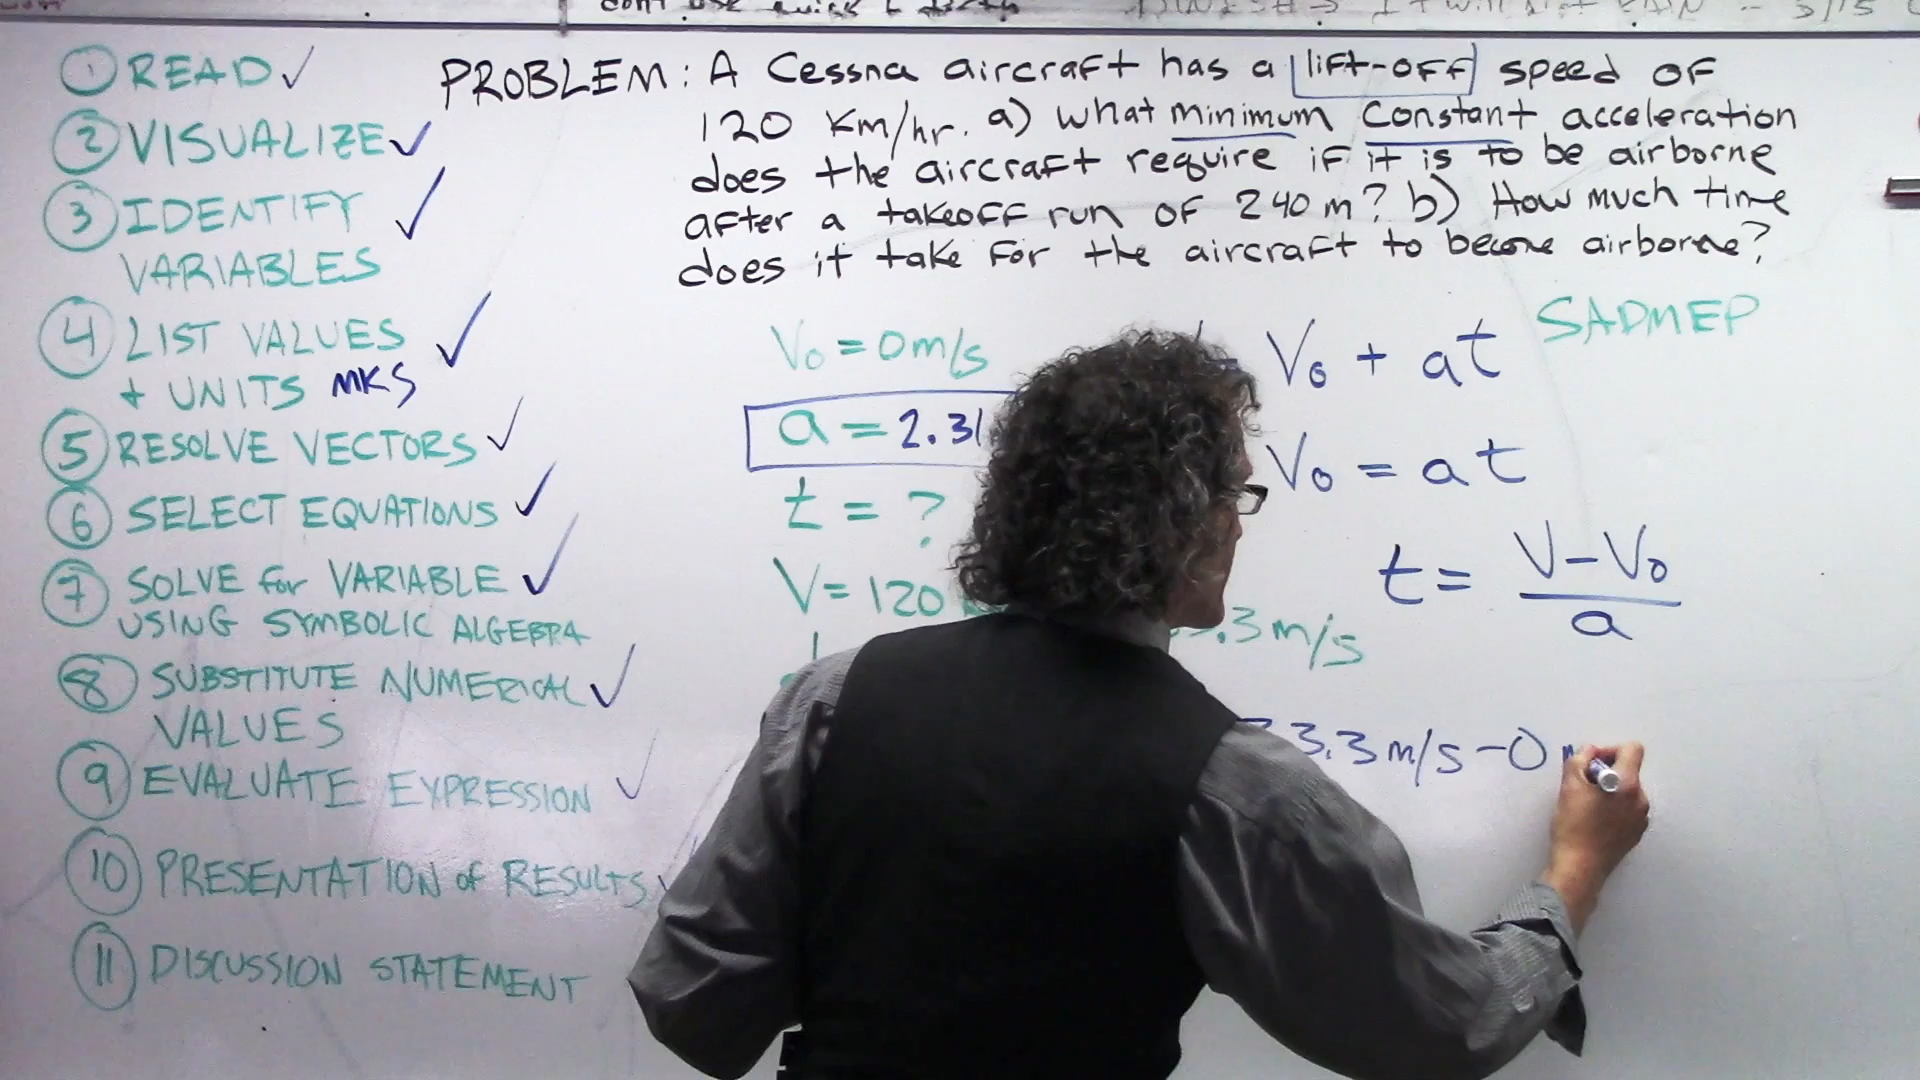 don't use quick & dirty
① READ ✓
② VISUALIZE ✓
③ IDENTIFY ✓
VARIABLES
④ LIST VALUES ✓
+ UNITS MKS
⑤ RESOLVE VECTORS ✓
⑥ SELECT EQUATIONS ✓
⑦ SOLVE for VARIABLE ✓
USING SYMBOLIC ALGEBRA
⑧ SUBSTITUTE NUMERICAL ✓
VALUES
⑨ EVALUATE EXPRESSION ✓
⑩ PRESENTATION of RESULTS
⑪ DISCUSSION STATEMENT
PROBLEM: A Cessna aircraft has a lift-off speed of
120 Km/hr. a) what minimum constant acceleration
does the aircraft require if it is to be airborne
after a takeoff run of 240 m? b) How much time
does it take for the aircraft to become airborne?
SADMEP
V₀ = 0 m/s
a = 2.31
t = ?
V = 120
.3 m/s
V₀ + at
V₀ = at
t = (V - V₀) / a
3.3 m/s - 0